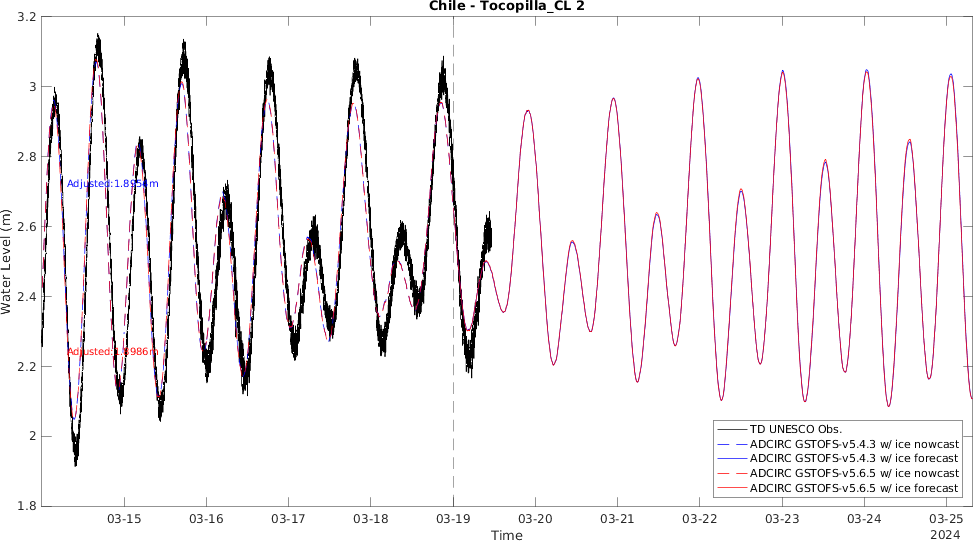 Chile - Tocopilla_CL 2
3.2
3
2.8
2.6
2.4
2.2
2
1.8
Water Level (m)
Adjusted:1.8954m
Adjusted:1.8986m
TD UNESCO Obs.
ADCIRC GSTOFS-v5.4.3 w/ ice nowcast
ADCIRC GSTOFS-v5.4.3 w/ ice forecast
ADCIRC GSTOFS-v5.6.5 w/ ice nowcast
ADCIRC GSTOFS-v5.6.5 w/ ice forecast
03-15 03-16 03-17 03-18 03-19 03-20 03-21 03-22 03-23 03-24 03-25
2024
Time